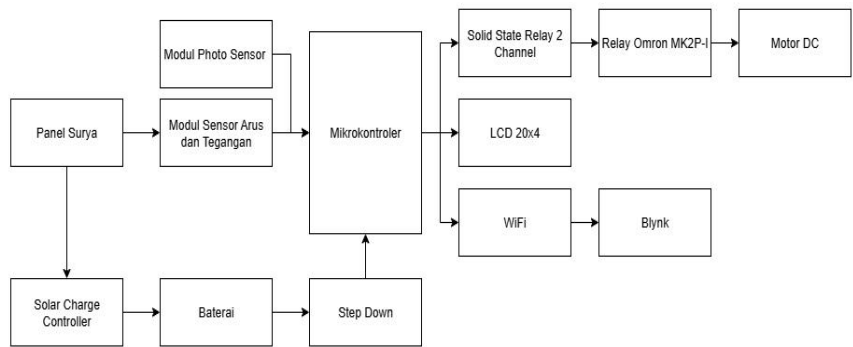 Modul Photo Sensor
Solid State Relay 2
Channel
Relay Omron MK2P-I
Motor DC
Panel Surya
Modul Sensor Arus
dan Tegangan
Mikrokontroler
LCD 20x4
WiFi
Blynk
Solar Charge
Controller
Baterai
Step Down